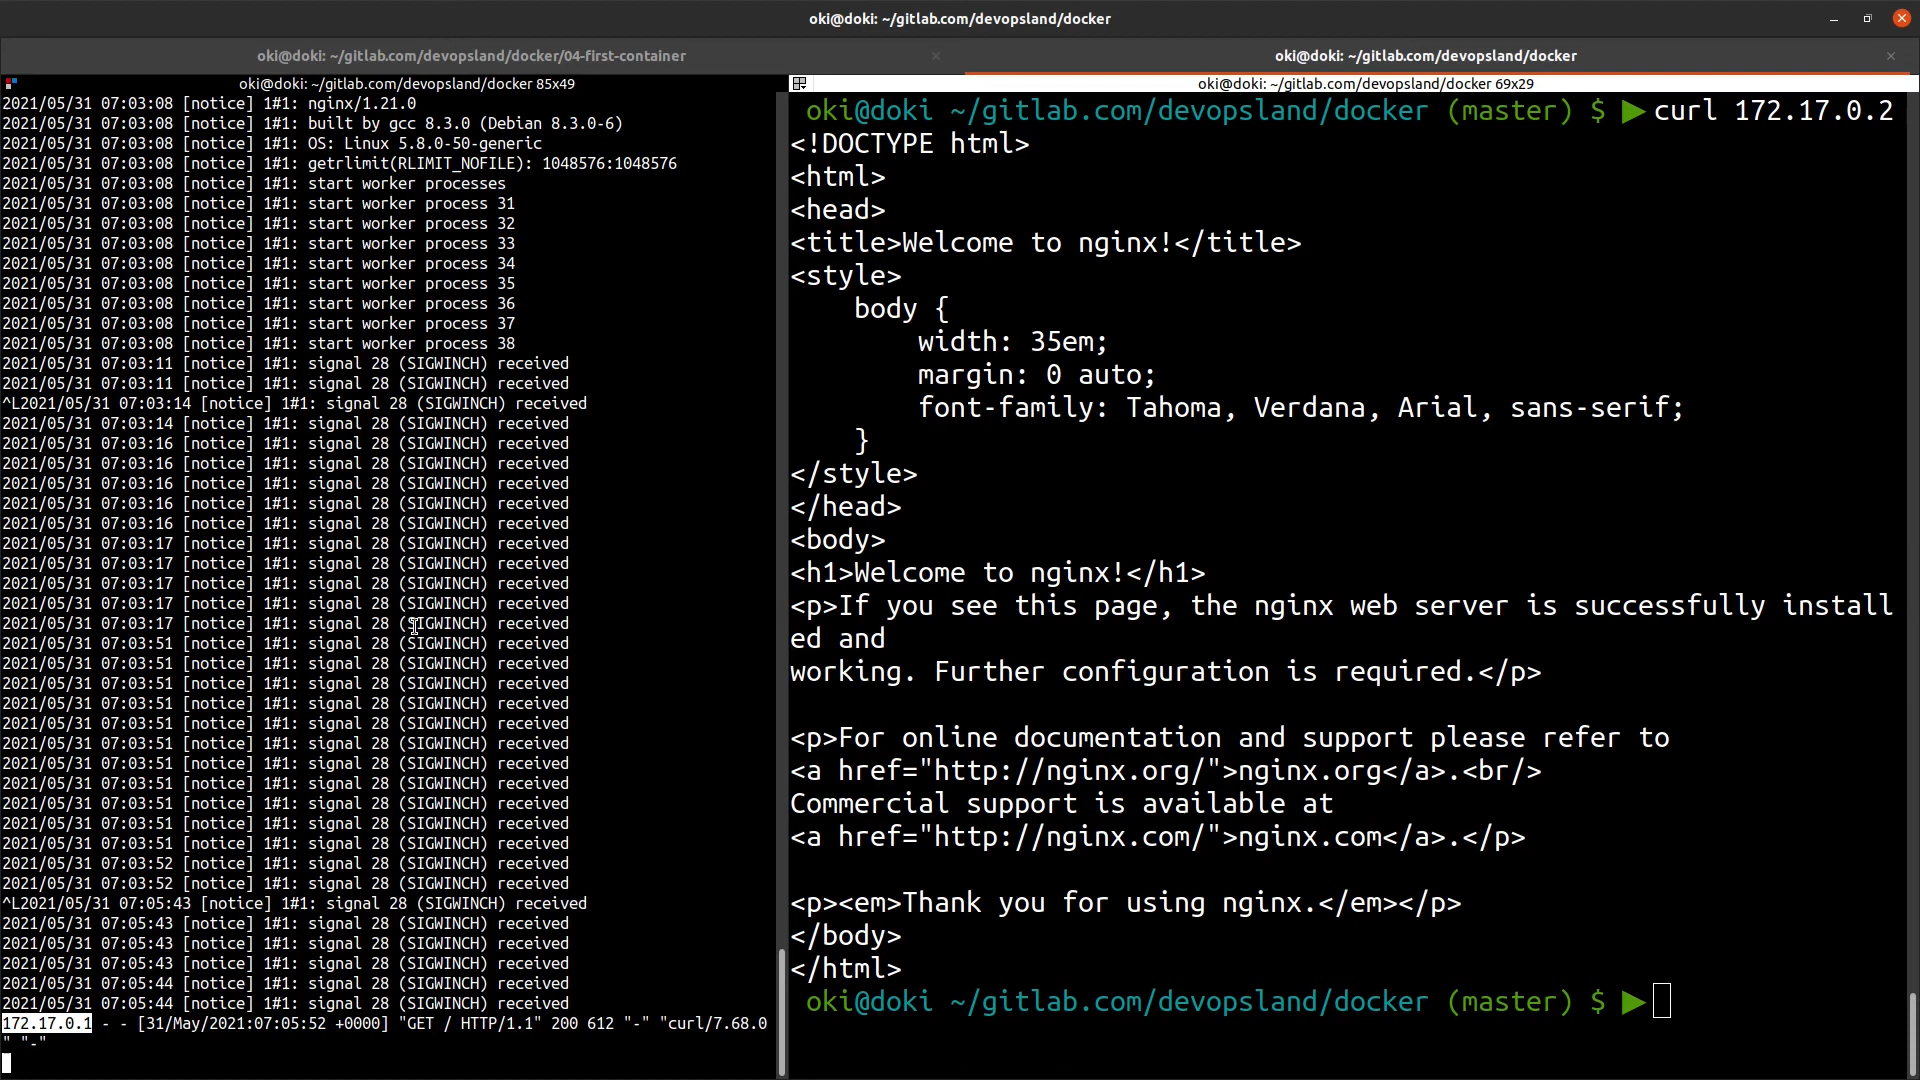 oki@doki: ~/gitlab.com/devopsland/docker
oki@doki: ~/gitlab.com/devopsland/docker/04-first-container
oki@doki: ~/gitlab.com/devopsland/docker
oki@doki: ~/gitlab.com/devopsland/docker 85x49
2021/05/31 07:03:08 [notice] 1#1: nginx/1.21.0
2021/05/31 07:03:08 [notice] 1#1: built by gcc 8.3.0 (Debian 8.3.0-6)
2021/05/31 07:03:08 [notice] 1#1: OS: Linux 5.8.0-50-generic
2021/05/31 07:03:08 [notice] 1#1: getrlimit(RLIMIT_NOFILE): 1048576:1048576
2021/05/31 07:03:08 [notice] 1#1: start worker processes
2021/05/31 07:03:08 [notice] 1#1: start worker process 31
2021/05/31 07:03:08 [notice] 1#1: start worker process 32
2021/05/31 07:03:08 [notice] 1#1: start worker process 33
2021/05/31 07:03:08 [notice] 1#1: start worker process 34
2021/05/31 07:03:08 [notice] 1#1: start worker process 35
2021/05/31 07:03:08 [notice] 1#1: start worker process 36
2021/05/31 07:03:08 [notice] 1#1: start worker process 37
2021/05/31 07:03:08 [notice] 1#1: start worker process 38
2021/05/31 07:03:11 [notice] 1#1: signal 28 (SIGWINCH) received
2021/05/31 07:03:11 [notice] 1#1: signal 28 (SIGWINCH) received
^L2021/05/31 07:03:14 [notice] 1#1: signal 28 (SIGWINCH) received
2021/05/31 07:03:14 [notice] 1#1: signal 28 (SIGWINCH) received
2021/05/31 07:03:16 [notice] 1#1: signal 28 (SIGWINCH) received
2021/05/31 07:03:16 [notice] 1#1: signal 28 (SIGWINCH) received
2021/05/31 07:03:16 [notice] 1#1: signal 28 (SIGWINCH) received
2021/05/31 07:03:16 [notice] 1#1: signal 28 (SIGWINCH) received
2021/05/31 07:03:16 [notice] 1#1: signal 28 (SIGWINCH) received
2021/05/31 07:03:17 [notice] 1#1: signal 28 (SIGWINCH) received
2021/05/31 07:03:17 [notice] 1#1: signal 28 (SIGWINCH) received
2021/05/31 07:03:17 [notice] 1#1: signal 28 (SIGWINCH) received
2021/05/31 07:03:17 [notice] 1#1: signal 28 (SIGWINCH) received
2021/05/31 07:03:17 [notice] 1#1: signal 28 (SIGWINCH) received
2021/05/31 07:03:51 [notice] 1#1: signal 28 (SIGWINCH) received
2021/05/31 07:03:51 [notice] 1#1: signal 28 (SIGWINCH) received
2021/05/31 07:03:51 [notice] 1#1: signal 28 (SIGWINCH) received
2021/05/31 07:03:51 [notice] 1#1: signal 28 (SIGWINCH) received
2021/05/31 07:03:51 [notice] 1#1: signal 28 (SIGWINCH) received
2021/05/31 07:03:51 [notice] 1#1: signal 28 (SIGWINCH) received
2021/05/31 07:03:51 [notice] 1#1: signal 28 (SIGWINCH) received
2021/05/31 07:03:51 [notice] 1#1: signal 28 (SIGWINCH) received
2021/05/31 07:03:51 [notice] 1#1: signal 28 (SIGWINCH) received
2021/05/31 07:03:51 [notice] 1#1: signal 28 (SIGWINCH) received
2021/05/31 07:03:51 [notice] 1#1: signal 28 (SIGWINCH) received
2021/05/31 07:03:52 [notice] 1#1: signal 28 (SIGWINCH) received
2021/05/31 07:03:52 [notice] 1#1: signal 28 (SIGWINCH) received
^L2021/05/31 07:05:43 [notice] 1#1: signal 28 (SIGWINCH) received
2021/05/31 07:05:43 [notice] 1#1: signal 28 (SIGWINCH) received
2021/05/31 07:05:43 [notice] 1#1: signal 28 (SIGWINCH) received
2021/05/31 07:05:43 [notice] 1#1: signal 28 (SIGWINCH) received
2021/05/31 07:05:44 [notice] 1#1: signal 28 (SIGWINCH) received
2021/05/31 07:05:44 [notice] 1#1: signal 28 (SIGWINCH) received
172.17.0.1 - - [31/May/2021:07:05:52 +0000] "GET / HTTP/1.1" 200 612 "-" "curl/7.68.0
" "-"
oki@doki: ~/gitlab.com/devopsland/docker 69x29
oki@doki ~/gitlab.com/devopsland/docker (master) $ ▶curl 172.17.0.2
<!DOCTYPE html>
<html>
<head>
<title>Welcome to nginx!</title>
<style>
    body {
        width: 35em;
        margin: 0 auto;
        font-family: Tahoma, Verdana, Arial, sans-serif;
    }
</style>
</head>
<body>
<h1>Welcome to nginx!</h1>
<p>If you see this page, the nginx web server is successfully install
ed and
working. Further configuration is required.</p>
<p>For online documentation and support please refer to
<a href="http://nginx.org/">nginx.org</a>.<br/>
Commercial support is available at
<a href="http://nginx.com/">nginx.com</a>.</p>
<p><em>Thank you for using nginx.</em></p>
</body>
</html>
oki@doki ~/gitlab.com/devopsland/docker (master) $ ▶